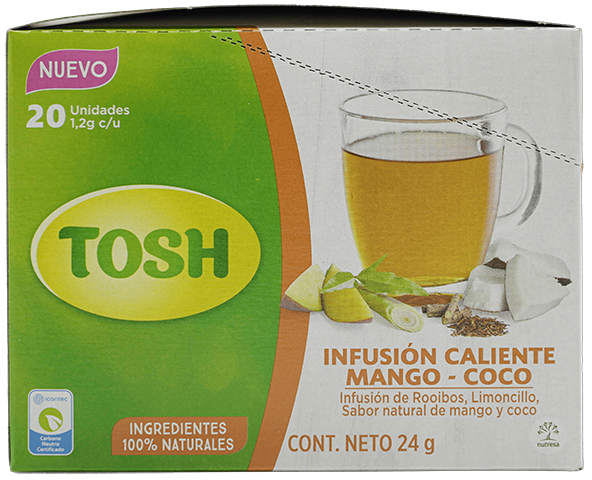 NUEVO
20 Unidades
1,2g c/u
TOSH
INFUSIÓN CALIENTE
MANGO - COCO
Infusión de Rooibos, Limoncillo,
Sabor natural de mango y coco
INGREDIENTES
100% NATURALES
CONT. NETO 24 g
icontec
Carbono
Neutro
Certificado
nutresa